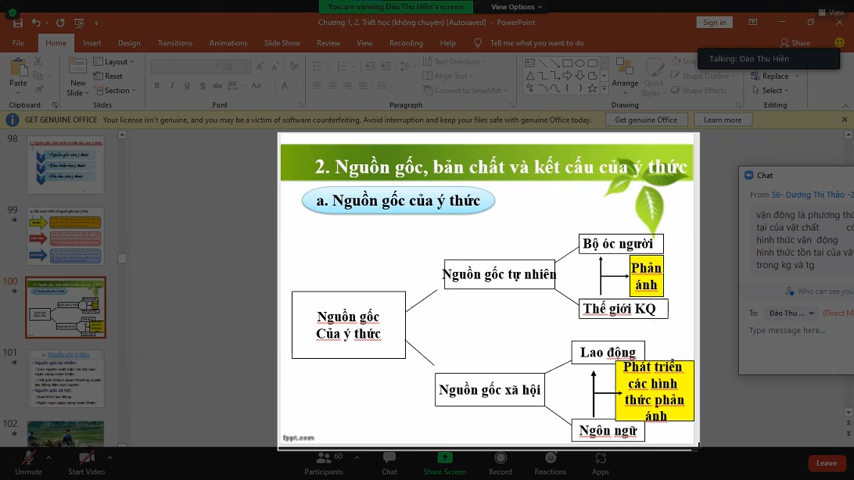 You are viewing Đào Thu Hiền's screen
View Options
View
Chương 1, 2. Triết học (không chuyên) [Autosaved] - PowerPoint
Sign in
File Home Insert Design Transitions Animations Slide Show Review View Recording Help Tell me what you want to do Share
Talking: Đào Thu Hiền
Paste
New Slide
Layout
Reset
Section
Text Direction
Align Text
Convert to SmartArt
Arrange
Replace
Select
Clipboard Slides Font Paragraph Drawing Editing
GET GENUINE OFFICE Your license isn't genuine, and you may be a victim of software counterfeiting. Avoid interruption and keep your files safe with genuine Office today. Get genuine Office Learn more
98
99
100
101
102
2. Nguồn gốc, bản chất và kết cấu của ý thức
a. Nguồn gốc của ý thức
Bộ óc người
Nguồn gốc tự nhiên
Phản
ánh
Thế giới KQ
Nguồn gốc
Của ý thức
Lao động
Nguồn gốc xã hội
Phát triển
các hình
thức phản
ánh
Ngôn ngữ
fppt.com
Chat
From 56- Dương Thị Thảo -2
vận động là phương thứ
tại của vật chất
hình thức vận động
hình thức tồn tại của vật
trong kg và tg
Who can see you
To: Đào Thu ... (Direct M
Type message here...
Unmute Start Video Participants 60 Chat Share Screen Record Reactions Apps Leave